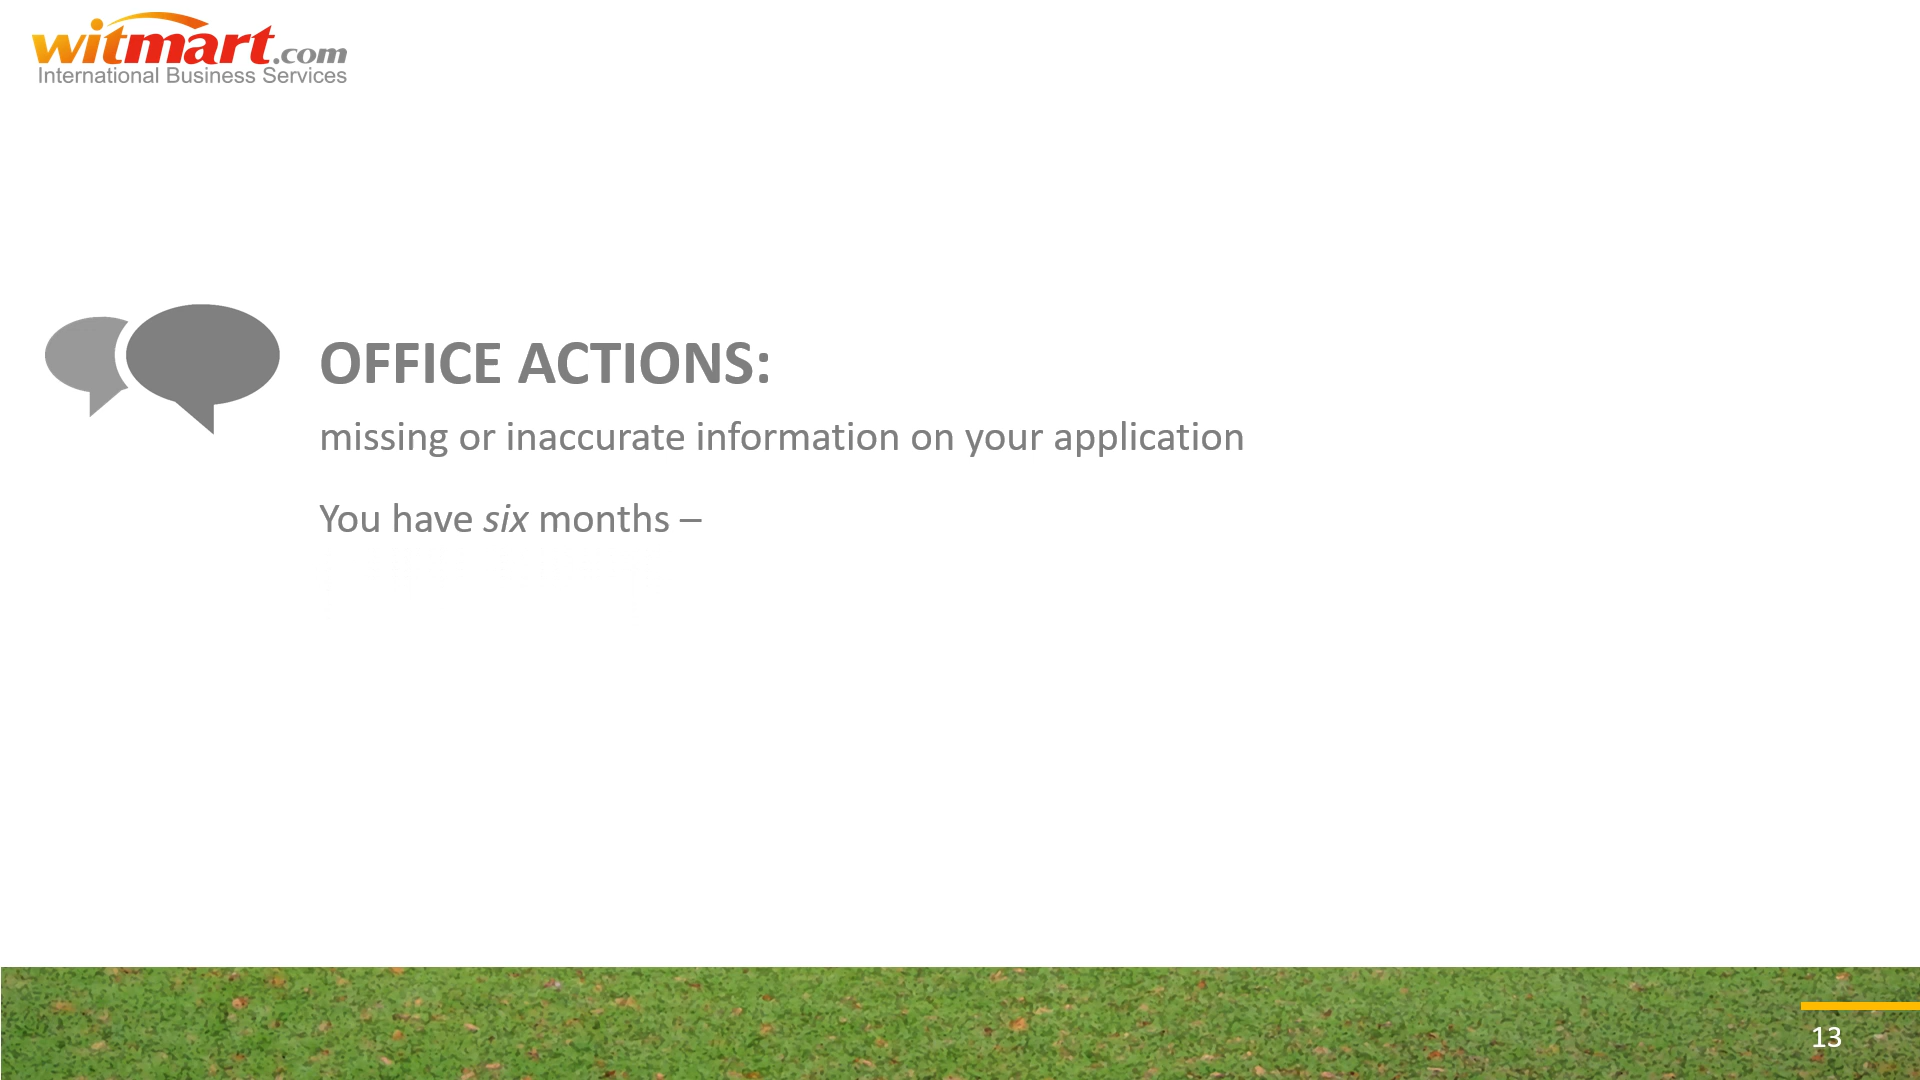 witmart.com
International Business Services
OFFICE ACTIONS:
missing or inaccurate information on your application
You have six months –
13